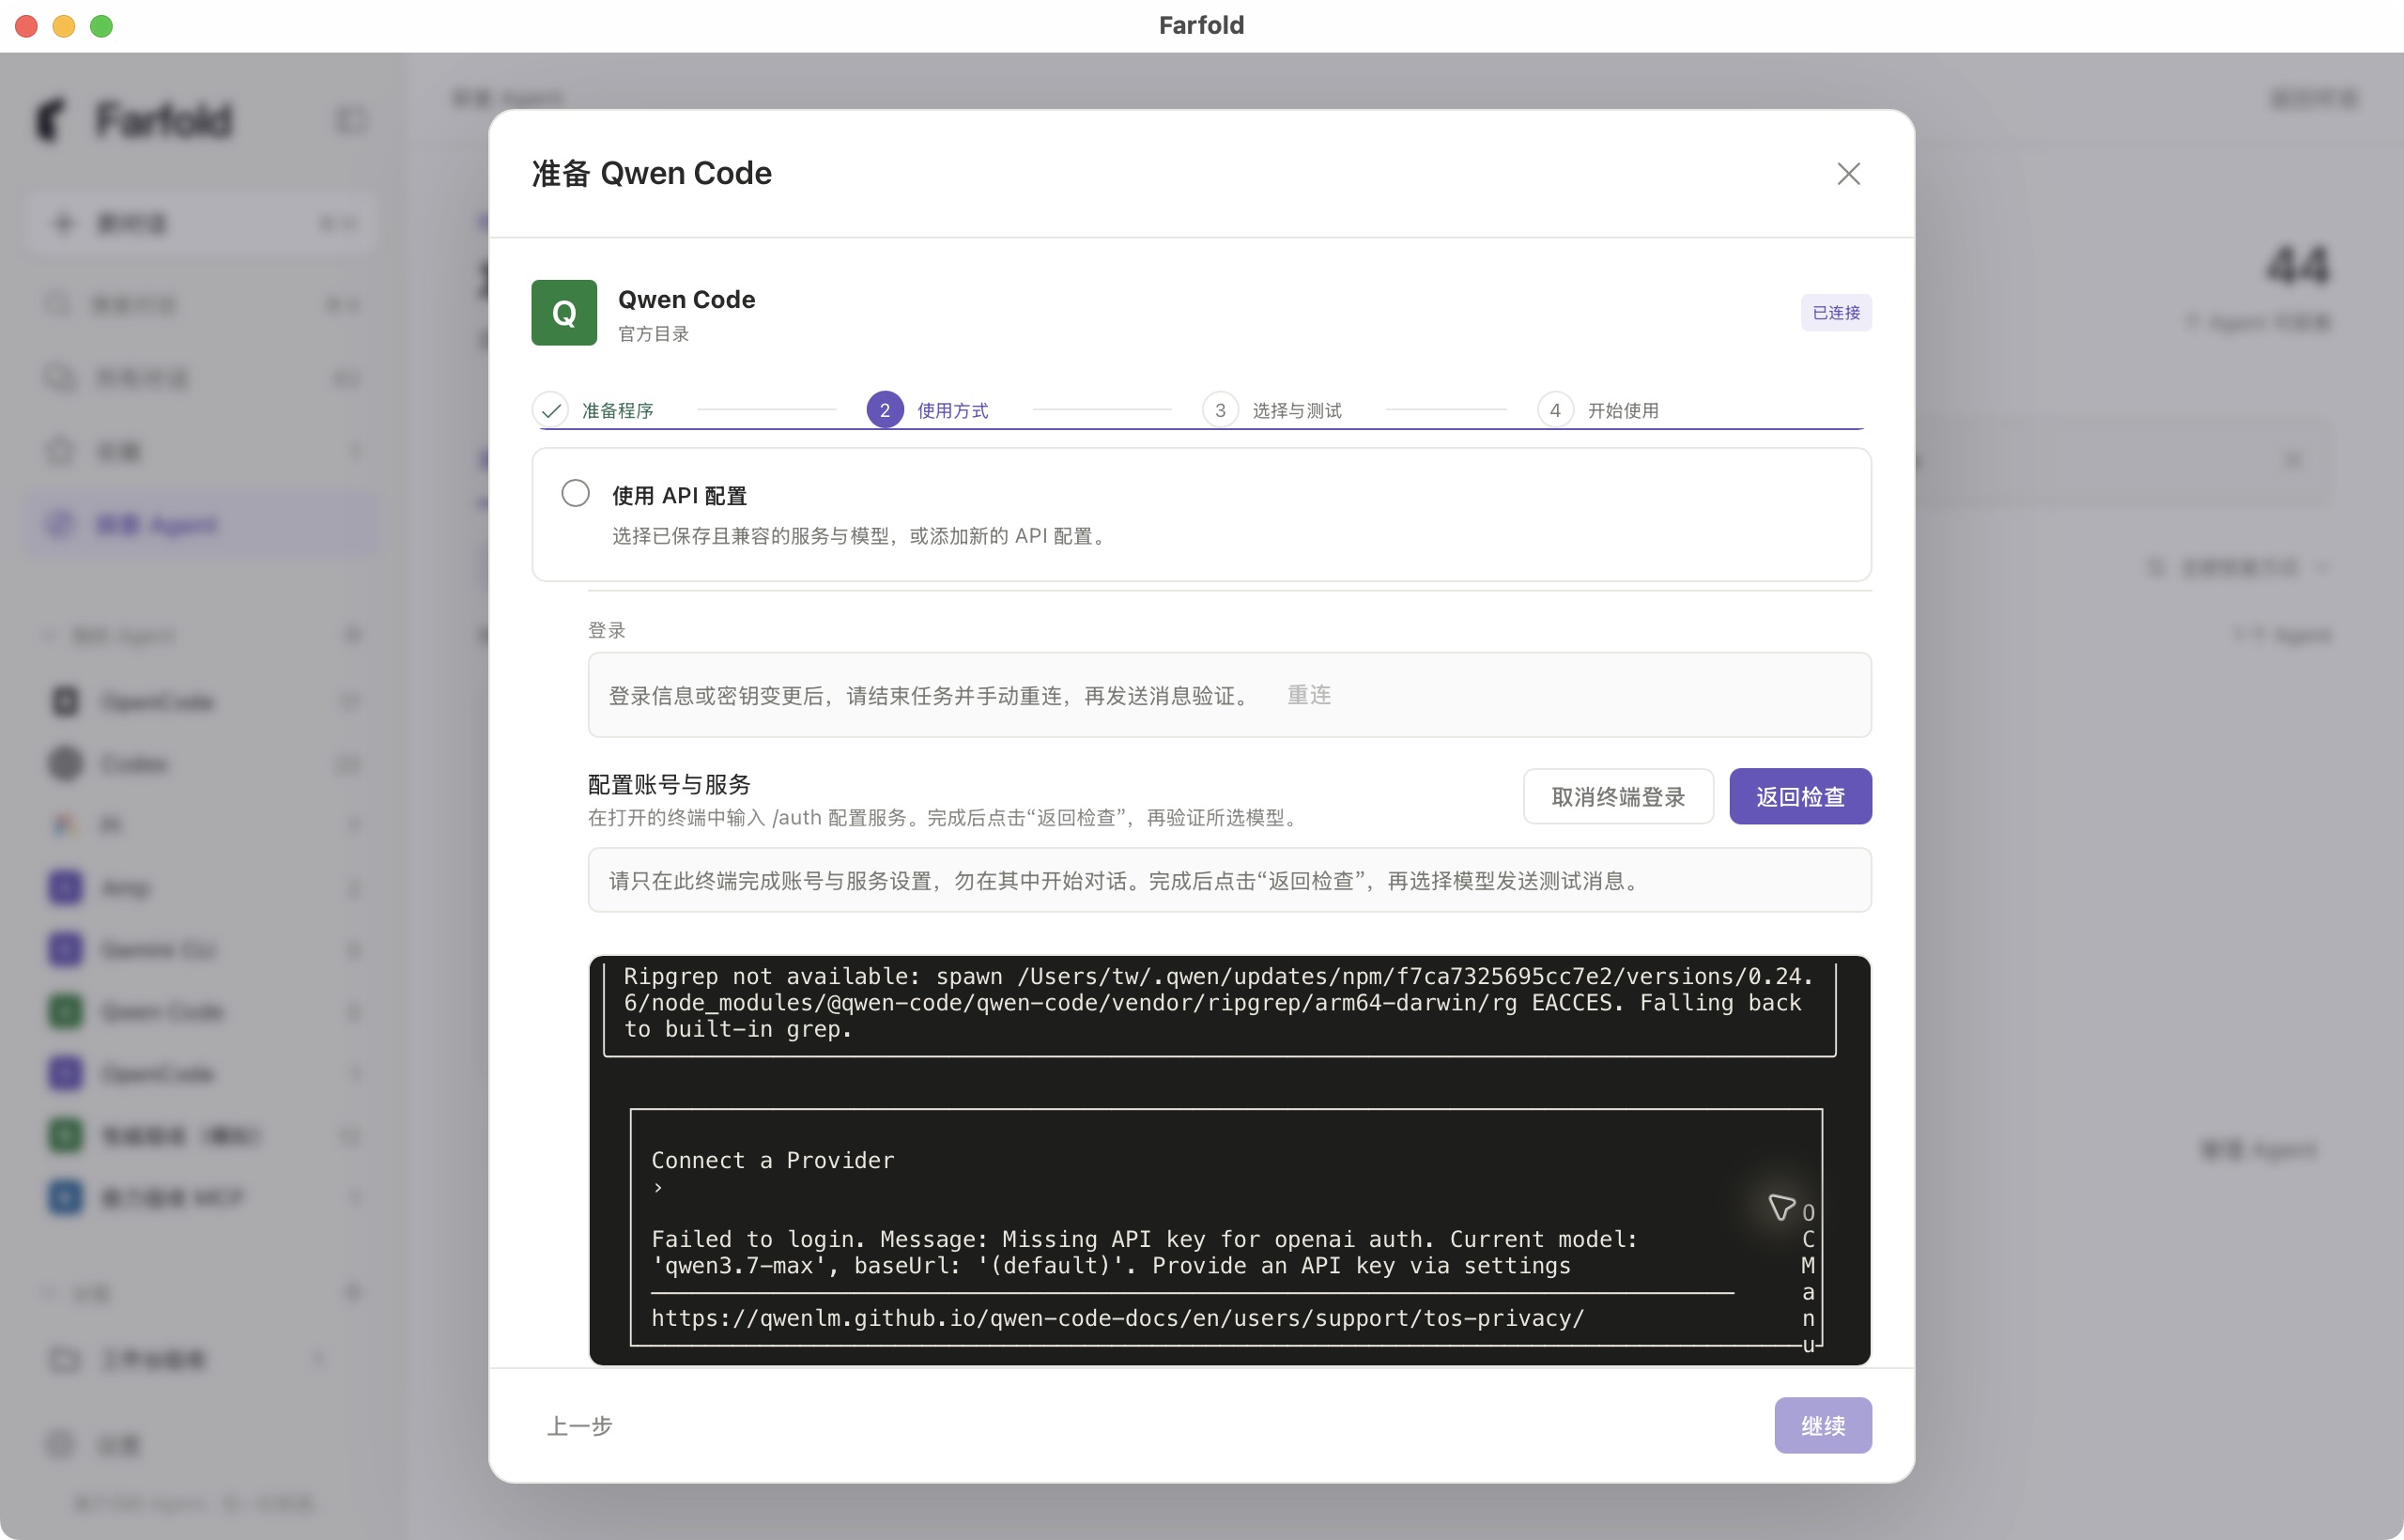 Farfold
Farfold
44
OpenCode
Codex
Amp
Gemini CLI
Qwen Code
OpenCode
准备 Qwen Code
Q
Qwen Code
官方目录
已连接
准备程序
2 使用方式
3 选择与测试
4 开始使用
使用 API 配置
选择已保存且兼容的服务与模型，或添加新的 API 配置。
登录
登录信息或密钥变更后，请结束任务并手动重连，再发送消息验证。 重连
配置账号与服务
在打开的终端中输入 /auth 配置服务。完成后点击“返回检查”，再验证所选模型。
取消终端登录
返回检查
请只在此终端完成账号与服务设置，勿在其中开始对话。完成后点击“返回检查”，再选择模型发送测试消息。
Ripgrep not available: spawn /Users/tw/.qwen/updates/npm/f7ca7325695cc7e2/versions/0.24.
6/node_modules/@qwen-code/qwen-code/vendor/ripgrep/arm64-darwin/rg EACCES. Falling back
to built-in grep.
Connect a Provider
›
Failed to login. Message: Missing API key for openai auth. Current model:
'qwen3.7-max', baseUrl: '(default)'. Provide an API key via settings
https://qwenlm.github.io/qwen-code-docs/en/users/support/tos-privacy/
O
C
M
a
n
u
上一步
继续